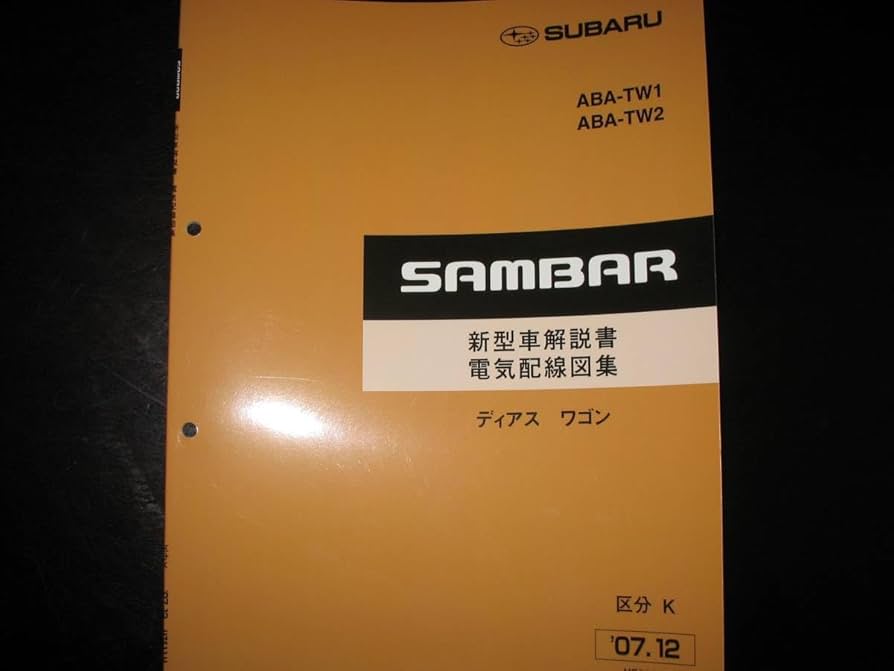 SUBARU
ABA-TW1
ABA-TW2
SAMBAR
新型車解説書
電気配線図集
ディアス ワゴン
区分 K
'07.12